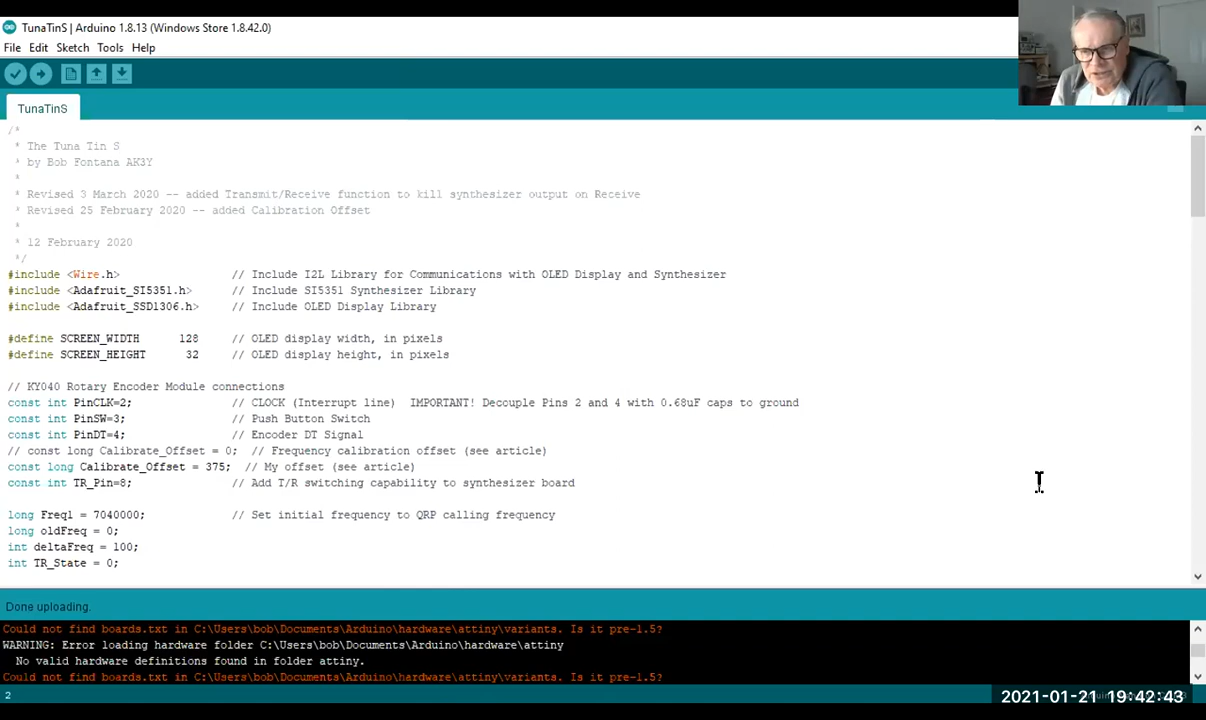 TunaTinS | Arduino 1.8.13 (Windows Store 1.8.42.0)
File Edit Sketch Tools Help
TunaTinS
/*
* The Tuna Tin S
* by Bob Fontana AK3Y
*
* Revised 3 March 2020 -- added Transmit/Receive function to kill synthesizer output on Receive
* Revised 25 February 2020 -- added Calibration Offset
*
* 12 February 2020
*/
#include <Wire.h> // Include I2L Library for Communications with OLED Display and Synthesizer
#include <Adafruit_SI5351.h> // Include SI5351 Synthesizer Library
#include <Adafruit_SSD1306.h> // Include OLED Display Library
#define SCREEN_WIDTH 128 // OLED display width, in pixels
#define SCREEN_HEIGHT 32 // OLED display height, in pixels
// KY040 Rotary Encoder Module connections
const int PinCLK=2; // CLOCK (Interrupt line) IMPORTANT! Decouple Pins 2 and 4 with 0.68uF caps to ground
const int PinSW=3; // Push Button Switch
const int PinDT=4; // Encoder DT Signal
// const long Calibrate_Offset = 0; // Frequency calibration offset (see article)
const long Calibrate_Offset = 375; // My offset (see article)
const int TR_Pin=8; // Add T/R switching capability to synthesizer board
long Freq1 = 7040000; // Set initial frequency to QRP calling frequency
long oldFreq = 0;
int deltaFreq = 100;
int TR_State = 0;
Done uploading.
Could not find boards.txt in C:\Users\bob\Documents\Arduino\hardware\attiny\variants. Is it pre-1.5?
WARNING: Error loading hardware folder C:\Users\bob\Documents\Arduino\hardware\attiny
No valid hardware definitions found in folder attiny.
Could not find boards.txt in C:\Users\bob\Documents\Arduino\hardware\attiny\variants. Is it pre-1.5?
2
2021-01-21 19:42:43